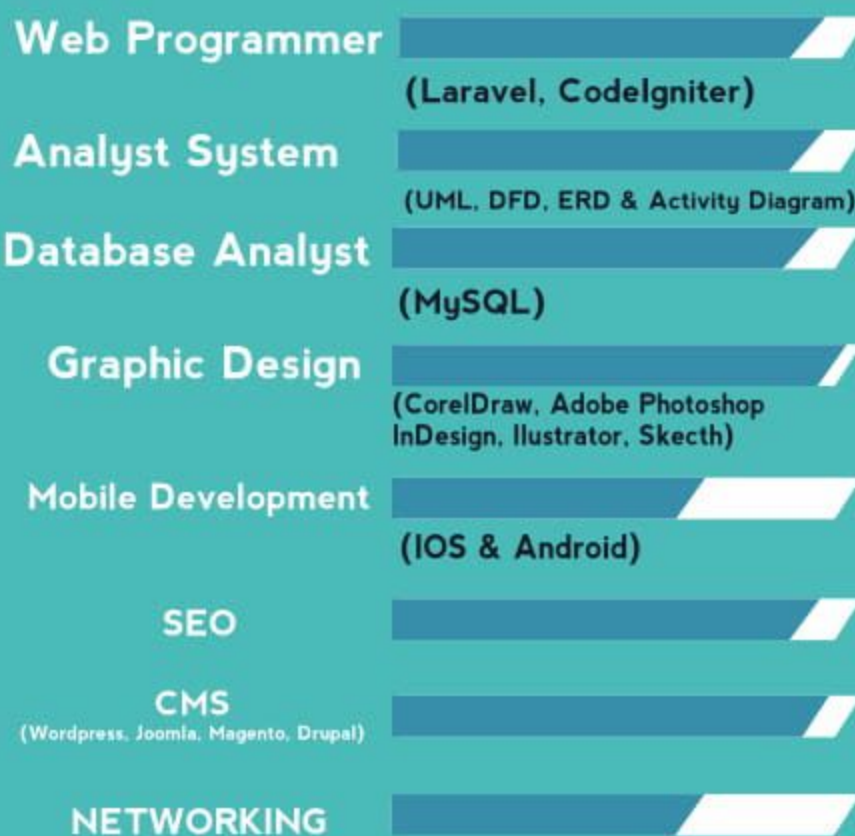 Web Programmer
(Laravel, CodeIgniter)
Analyst System
(UML, DFD, ERD & Activity Diagram)
Database Analyst
(MySQL)
Graphic Design
(CorelDraw, Adobe Photoshop
InDesign, Ilustrator, Skecth)
Mobile Development
(IOS & Android)
SEO
CMS
(Wordpress, Joomla, Magento, Drupal)
NETWORKING